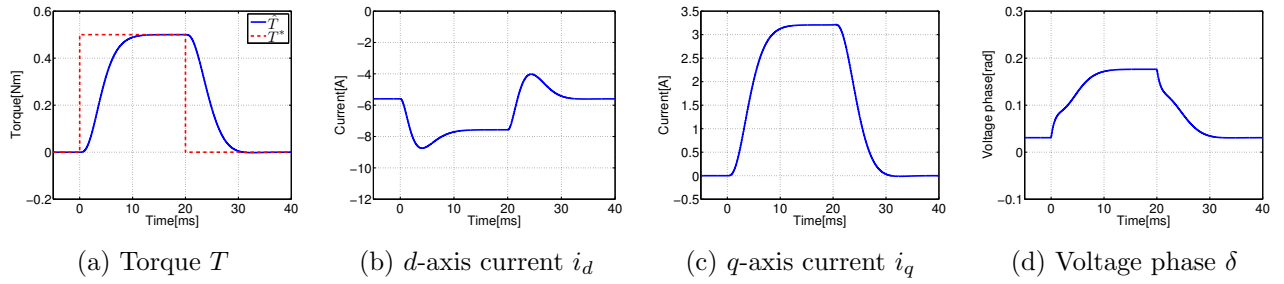 0.6
0.4
0.2
0
−0.2
Torque[Nm]
T̂
T*
0 10 20 30 40
Time[ms]
(a) Torque T
0
−2
−4
−6
−8
−10
−12
Current[A]
0 10 20 30 40
Time[ms]
(b) d-axis current i_d
3.5
3
2.5
2
1.5
1
0.5
0
−0.5
Current[A]
0 10 20 30 40
Time[ms]
(c) q-axis current i_q
0.3
0.2
0.1
0
−0.1
Voltage phase[rad]
0 10 20 30 40
Time[ms]
(d) Voltage phase δ